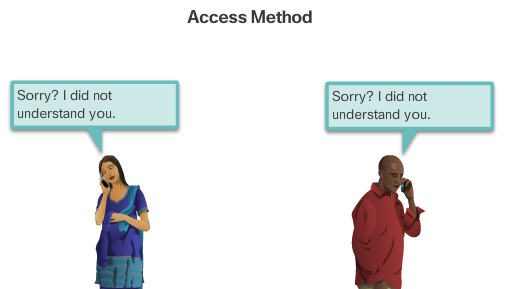 Access Method
Sorry? I did not
understand you.
Sorry? I did not
understand you.